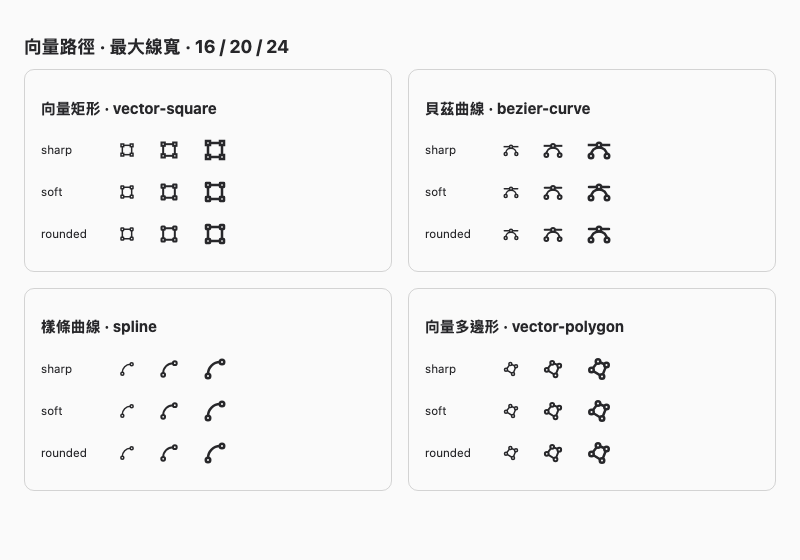 向量路徑 · 最大線寬 · 16 / 20 / 24
向量矩形 · vector-square
sharp
soft
rounded
貝茲曲線 · bezier-curve
sharp
soft
rounded
樣條曲線 · spline
sharp
soft
rounded
向量多邊形 · vector-polygon
sharp
soft
rounded